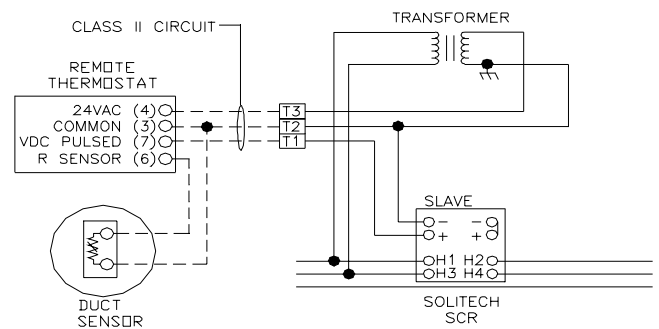 TRANSFORMER
CLASS II CIRCUIT
REMOTE
THERMOSTAT
24VAC (4)
COMMON (3)
VDC PULSED (7)
R SENSOR (6)
T3
T2
T1
SLAVE
- -
+ +
H1 H2
H3 H4
DUCT
SENSOR
SOLITECH
SCR